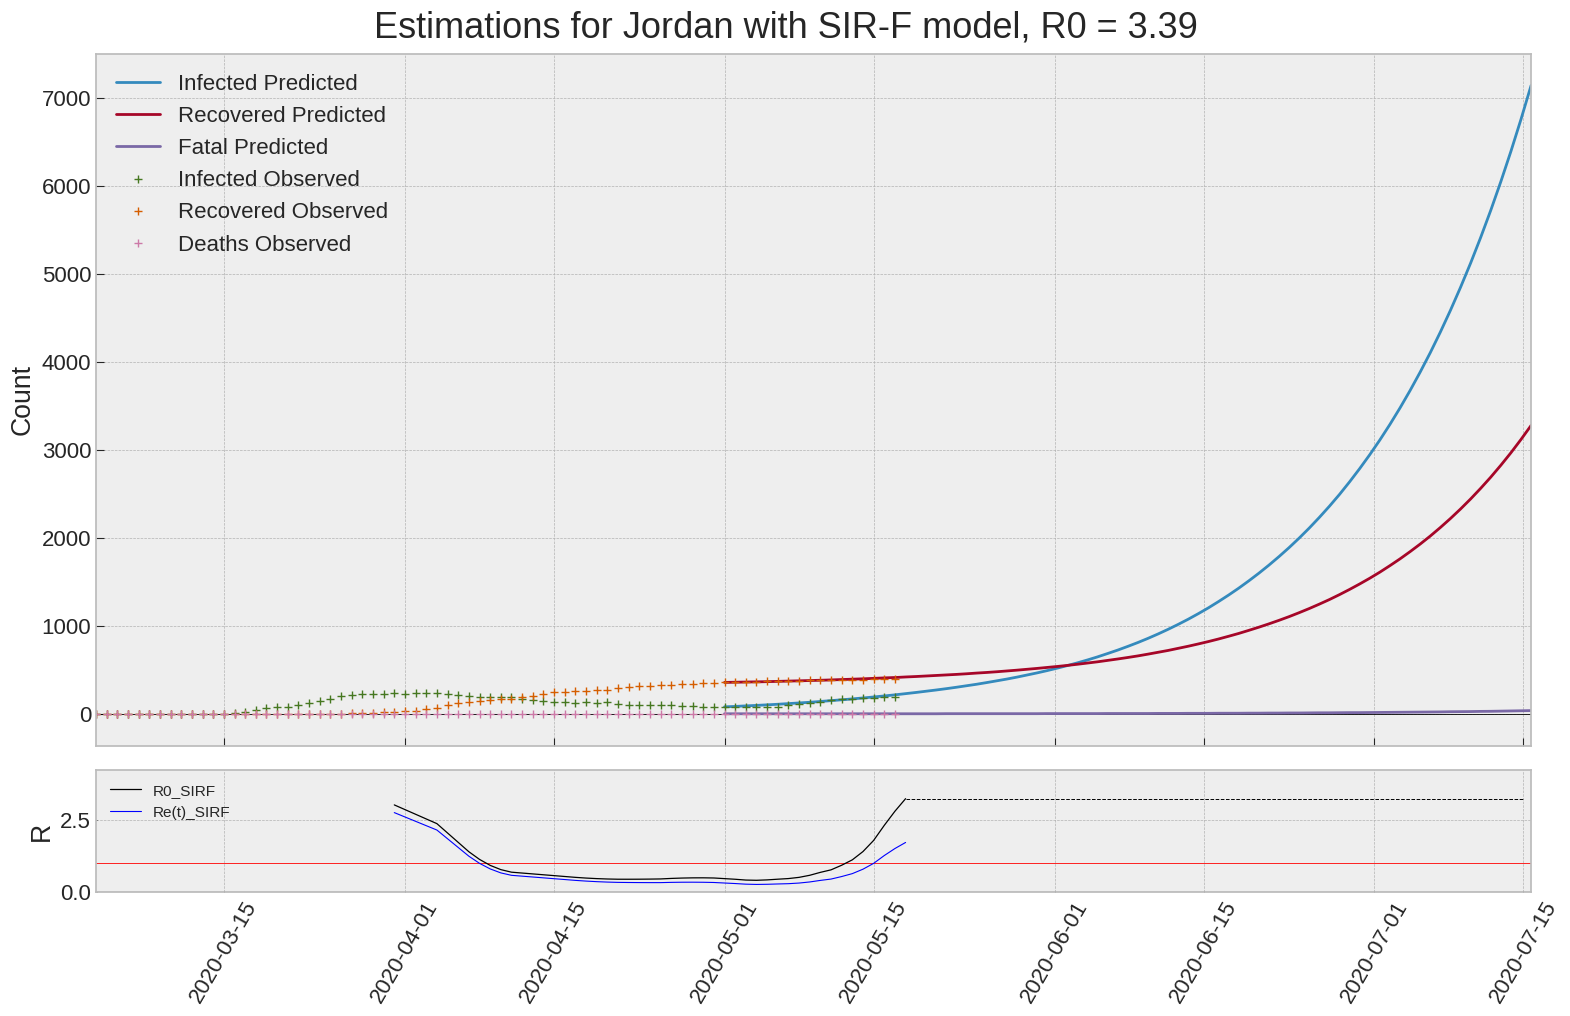 Estimations for Jordan with SIR-F model, R0 = 3.39
Infected Predicted
Recovered Predicted
Fatal Predicted
Infected Observed
Recovered Observed
Deaths Observed
7000
6000
5000
4000
3000
2000
1000
0
Count
R0_SIRF
Re(t)_SIRF
2.5
0.0
R
2020-03-15
2020-04-01
2020-04-15
2020-05-01
2020-05-15
2020-06-01
2020-06-15
2020-07-01
2020-07-15